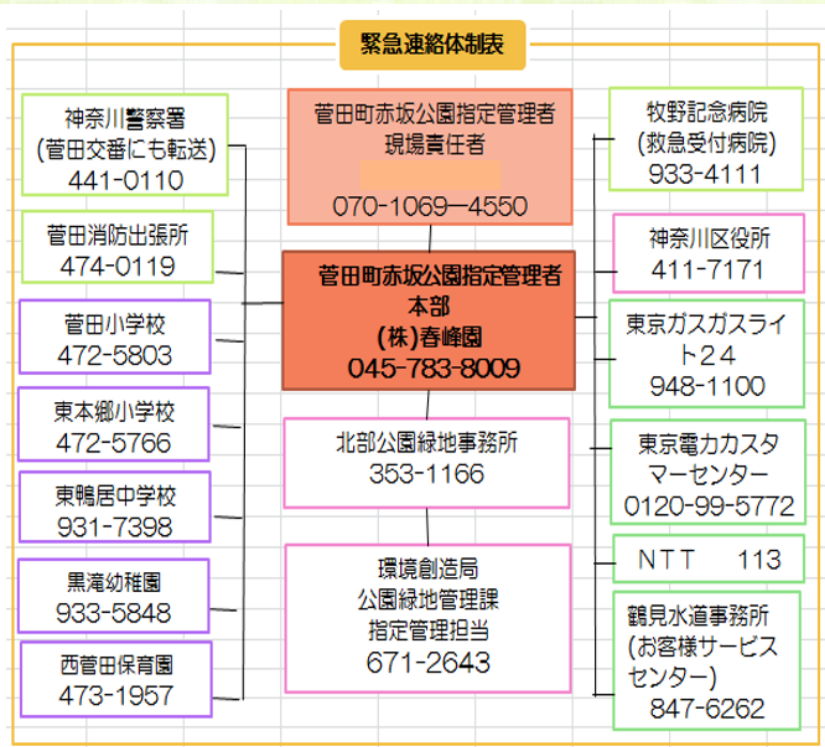 緊急連絡体制表
神奈川警察署
(菅田交番にも転送)
441-0110
菅田消防出張所
474-0119
菅田小学校
472-5803
東本郷小学校
472-5766
東鴨居中学校
931-7398
黒滝幼稚園
933-5848
西菅田保育園
473-1957
菅田町赤坂公園指定管理者
現場責任者
070-1069—4550
菅田町赤坂公園指定管理者
本部
(株)春峰園
045-783-8009
北部公園緑地事務所
353-1166
環境創造局
公園緑地管理課
指定管理担当
671-2643
牧野記念病院
(救急受付病院)
933-4111
神奈川区役所
411-7171
東京ガスガスライ
ト24
948-1100
東京電力カスタ
マーセンター
0120-99-5772
NTT 113
鶴見水道事務所
(お客様サービス
センター)
847-6262